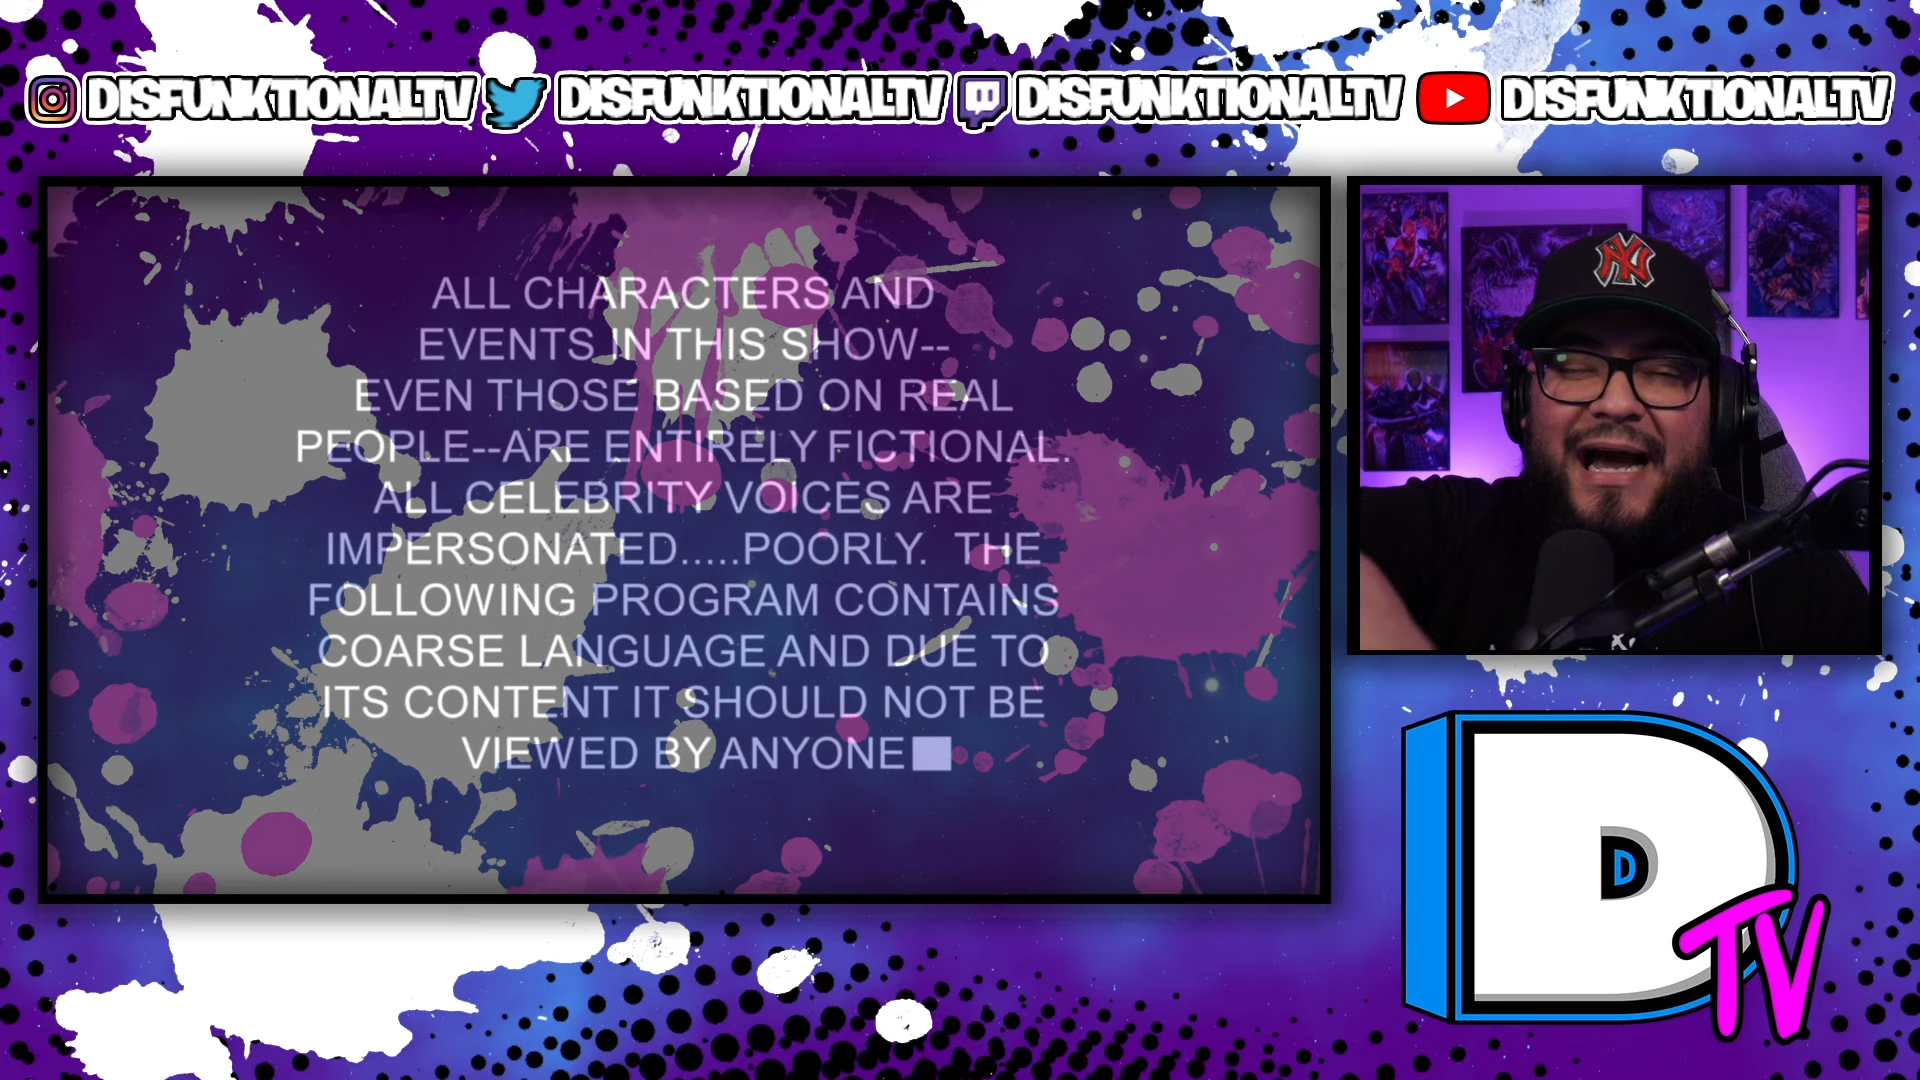 DISFUNKTIONALTV DISFUNKTIONALTV DISFUNKTIONALTV DISFUNKTIONALTV
ALL CHARACTERS AND
EVENTS IN THIS SHOW--
EVEN THOSE BASED ON REAL
PEOPLE--ARE ENTIRELY FICTIONAL.
ALL CELEBRITY VOICES ARE
IMPERSONATED.....POORLY. THE
FOLLOWING PROGRAM CONTAINS
COARSE LANGUAGE AND DUE TO
ITS CONTENT IT SHOULD NOT BE
VIEWED BY ANYONE
NY
D
D
TV